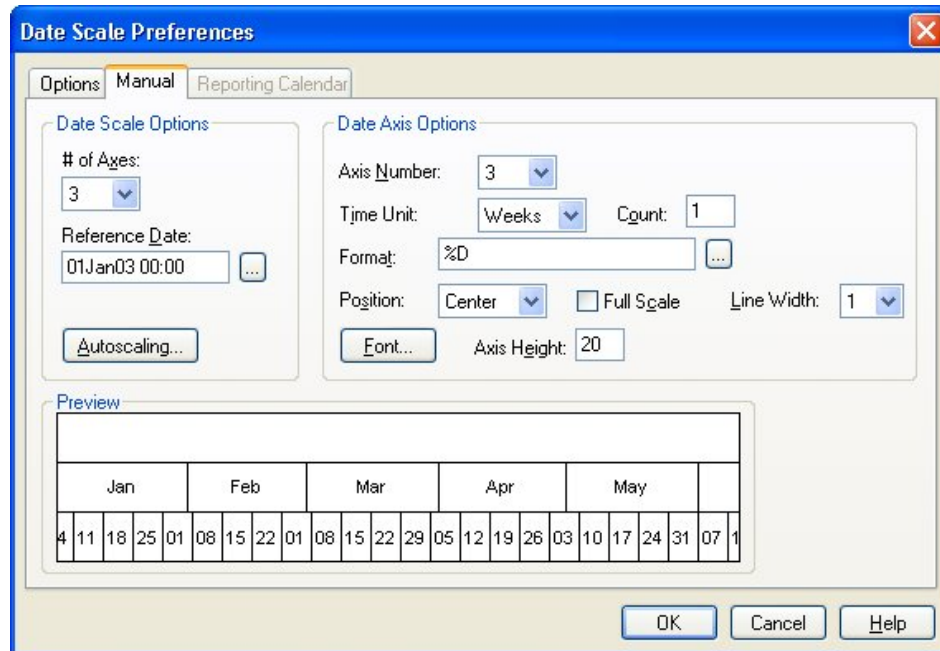 Date Scale Preferences
Options Manual Reporting Calendar
Date Scale Options
# of Axes:
3
Reference Date:
01Jan03 00:00 ...
Autoscaling...
Date Axis Options
Axis Number: 3
Time Unit: Weeks Count: 1
Format: %D ...
Position: Center Full Scale Line Width: 1
Font... Axis Height: 20
Preview
Jan Feb Mar Apr May
4 11 18 25 01 08 15 22 01 08 15 22 29 05 12 19 26 03 10 17 24 31 07 1
OK Cancel Help